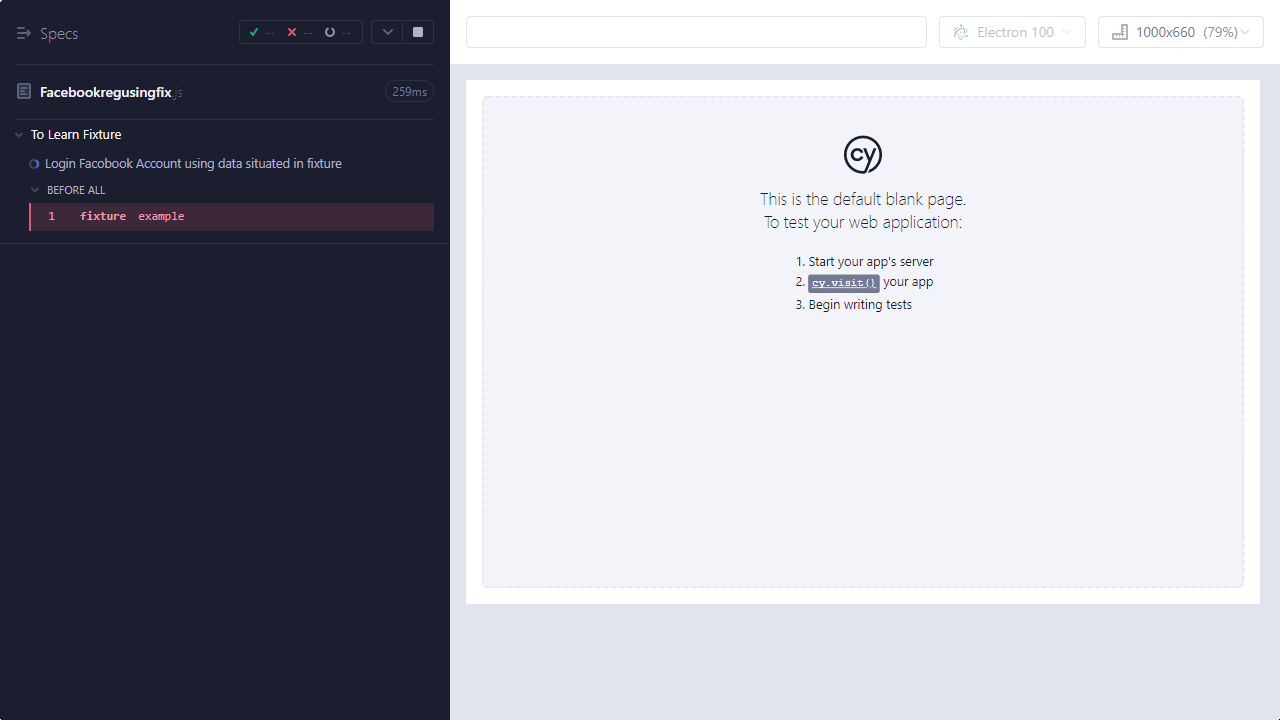 Specs
-- -- --
Facebookregusingfix.js
259ms
To Learn Fixture
Login Facobook Account using data situated in fixture
BEFORE ALL
1 fixture example
Electron 100
1000x660 (79%)
cy
This is the default blank page.
To test your web application:
1. Start your app's server
2. cy.visit() your app
3. Begin writing tests